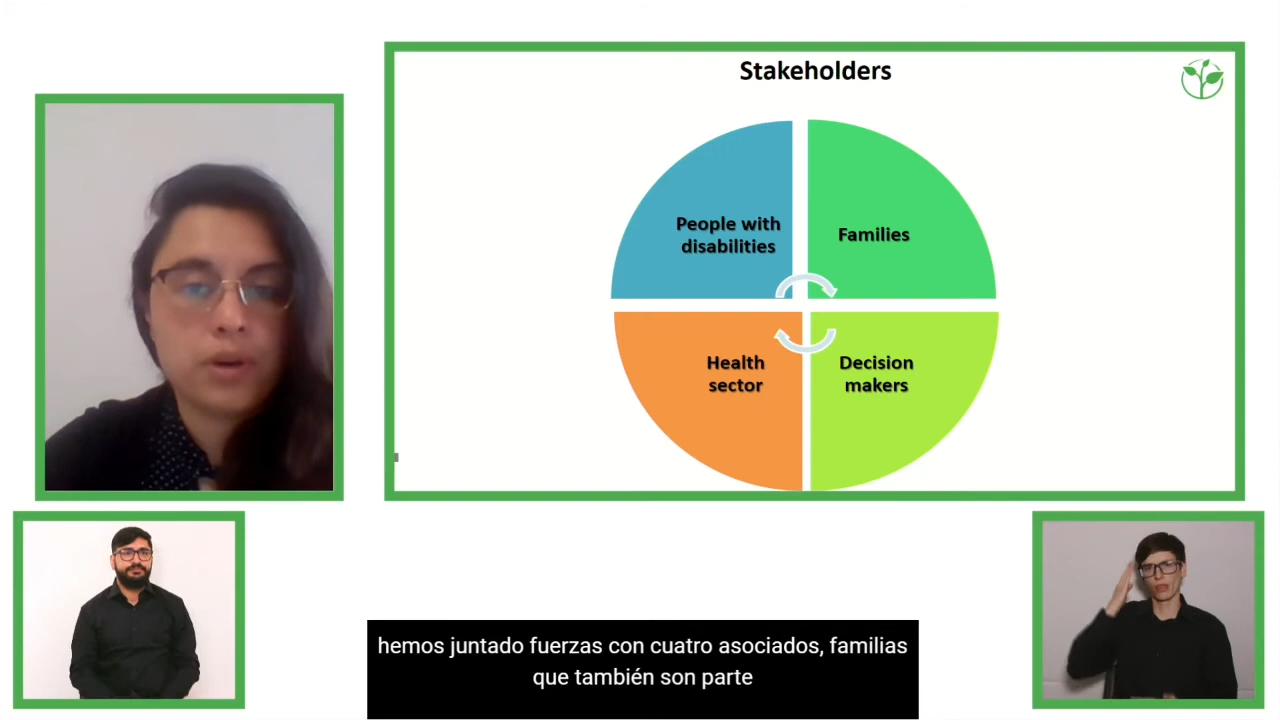 Stakeholders
People with
disabilities
Families
Health
sector
Decision
makers
hemos juntado fuerzas con cuatro asociados, familias
que también son parte